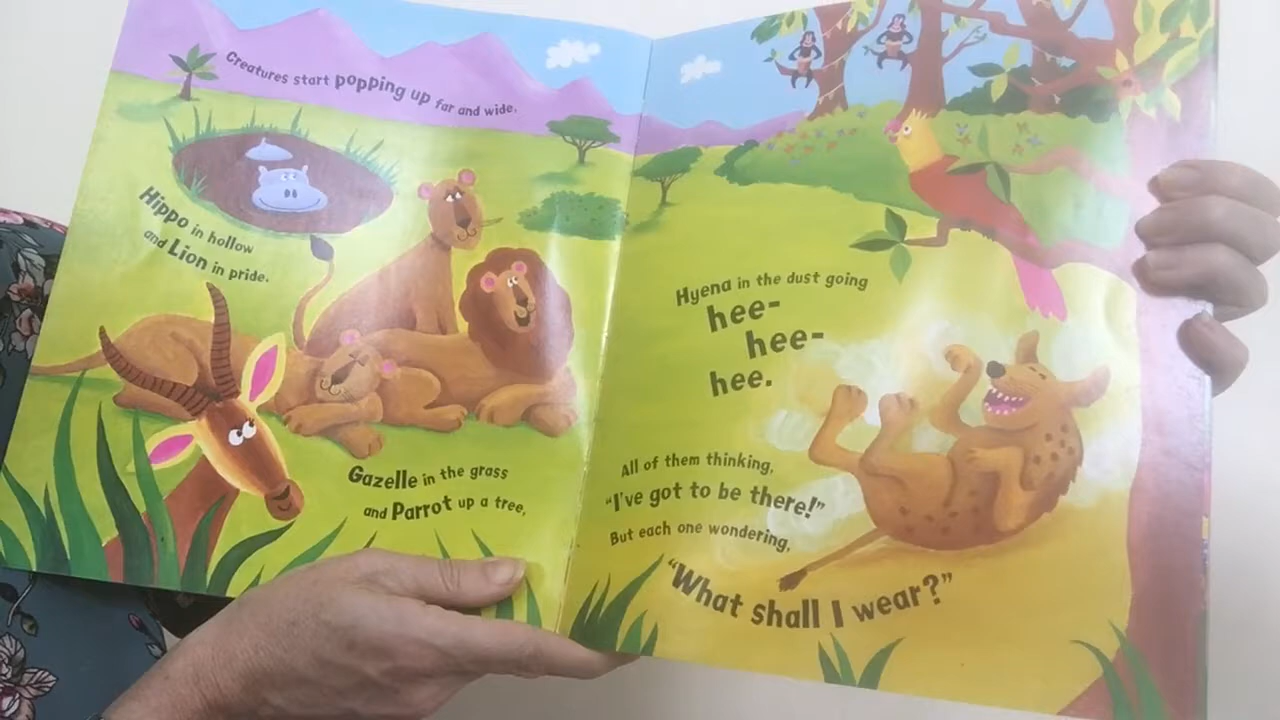 Creatures start popping up far and wide.
Hippo in hollow
and Lion in pride.
Gazelle in the grass
and Parrot up a tree,
Hyena in the dust going
hee-
hee-
hee.
All of them thinking,
"I've got to be there!"
But each one wondering,
"What shall I wear?"